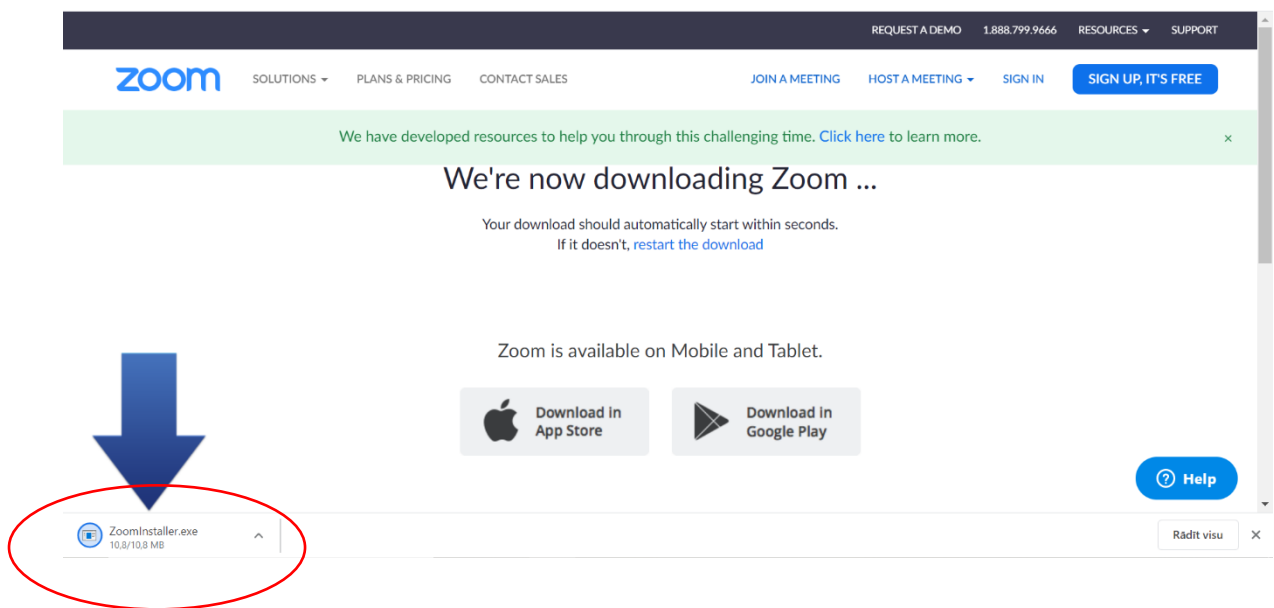 REQUEST A DEMO 1.888.799.9666 RESOURCES SUPPORT
zoom SOLUTIONS PLANS & PRICING CONTACT SALES JOIN A MEETING HOST A MEETING SIGN IN SIGN UP, IT'S FREE
We have developed resources to help you through this challenging time. Click here to learn more. ×
We're now downloading Zoom ...
Your download should automatically start within seconds.
If it doesn't, restart the download
Zoom is available on Mobile and Tablet.
Download in
App Store
Download in
Google Play
? Help
ZoomInstaller.exe
10,8/10,8 MB
Rādīt visu